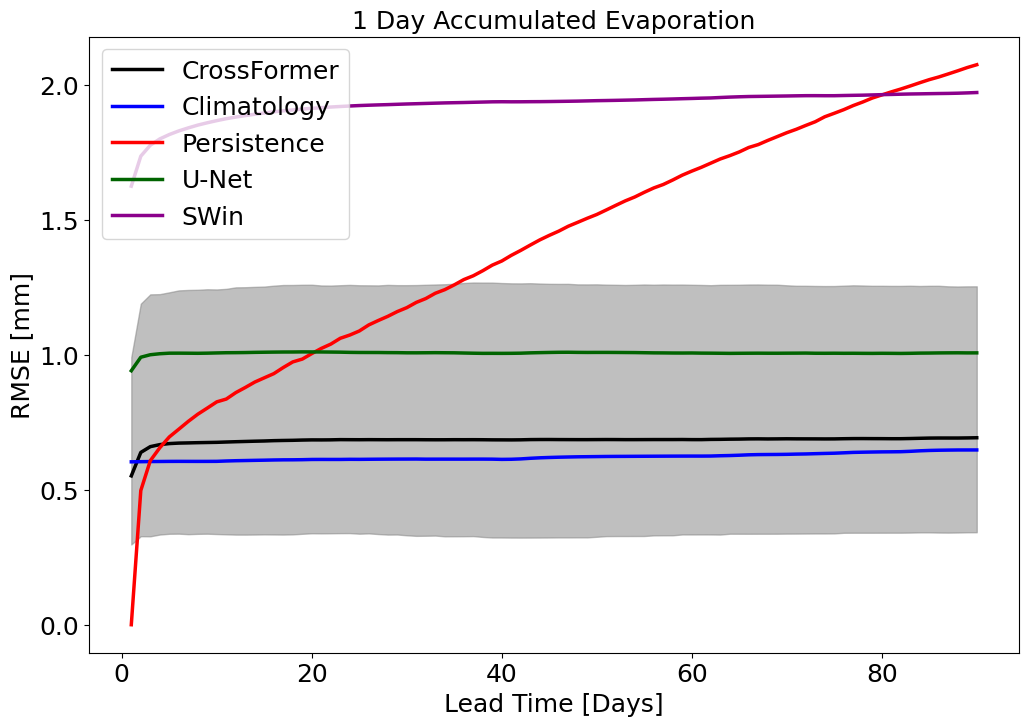 1 Day Accumulated Evaporation
CrossFormer
Climatology
Persistence
U-Net
SWin
RMSE [mm]
2.0
1.5
1.0
0.5
0.0
0 20 40 60 80
Lead Time [Days]